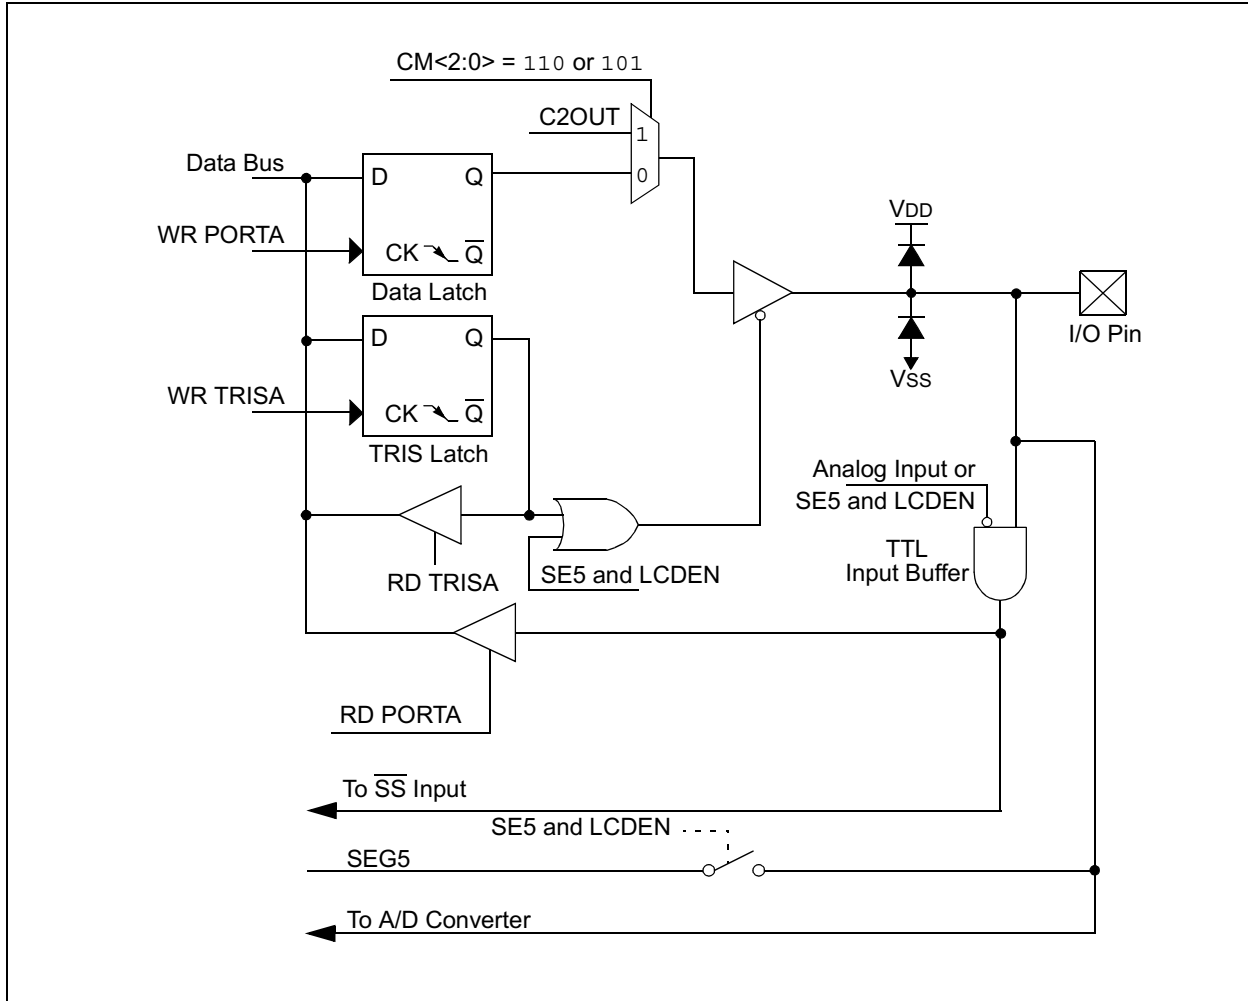 CM<2:0> = 110 or 101
C2OUT
1
0
Data Bus
D
Q
WR PORTA
CK
Q̅
Data Latch
VDD
I/O Pin
VSS
D
Q
WR TRISA
CK
Q̅
TRIS Latch
Analog Input or
SE5 and LCDEN
TTL
Input Buffer
RD TRISA
SE5 and LCDEN
RD PORTA
To S̅S̅ Input
SE5 and LCDEN
SEG5
To A/D Converter